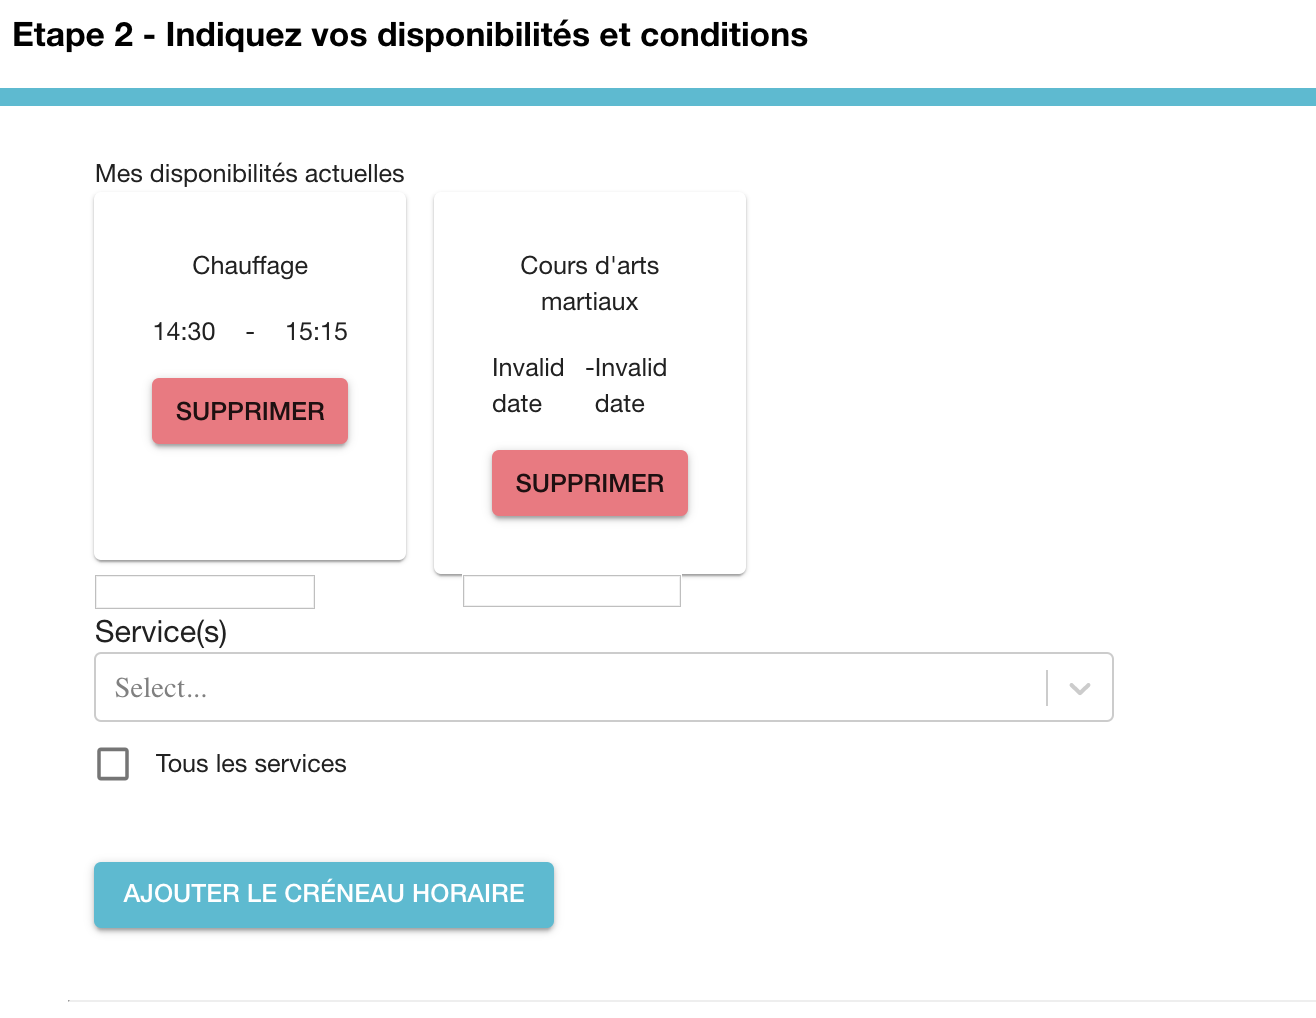 Etape 2 - Indiquez vos disponibilités et conditions
Mes disponibilités actuelles
Chauffage
14:30 - 15:15
SUPPRIMER
Cours d'arts
martiaux
Invalid -Invalid
date date
SUPPRIMER
Service(s)
Select...
Tous les services
AJOUTER LE CRÉNEAU HORAIRE